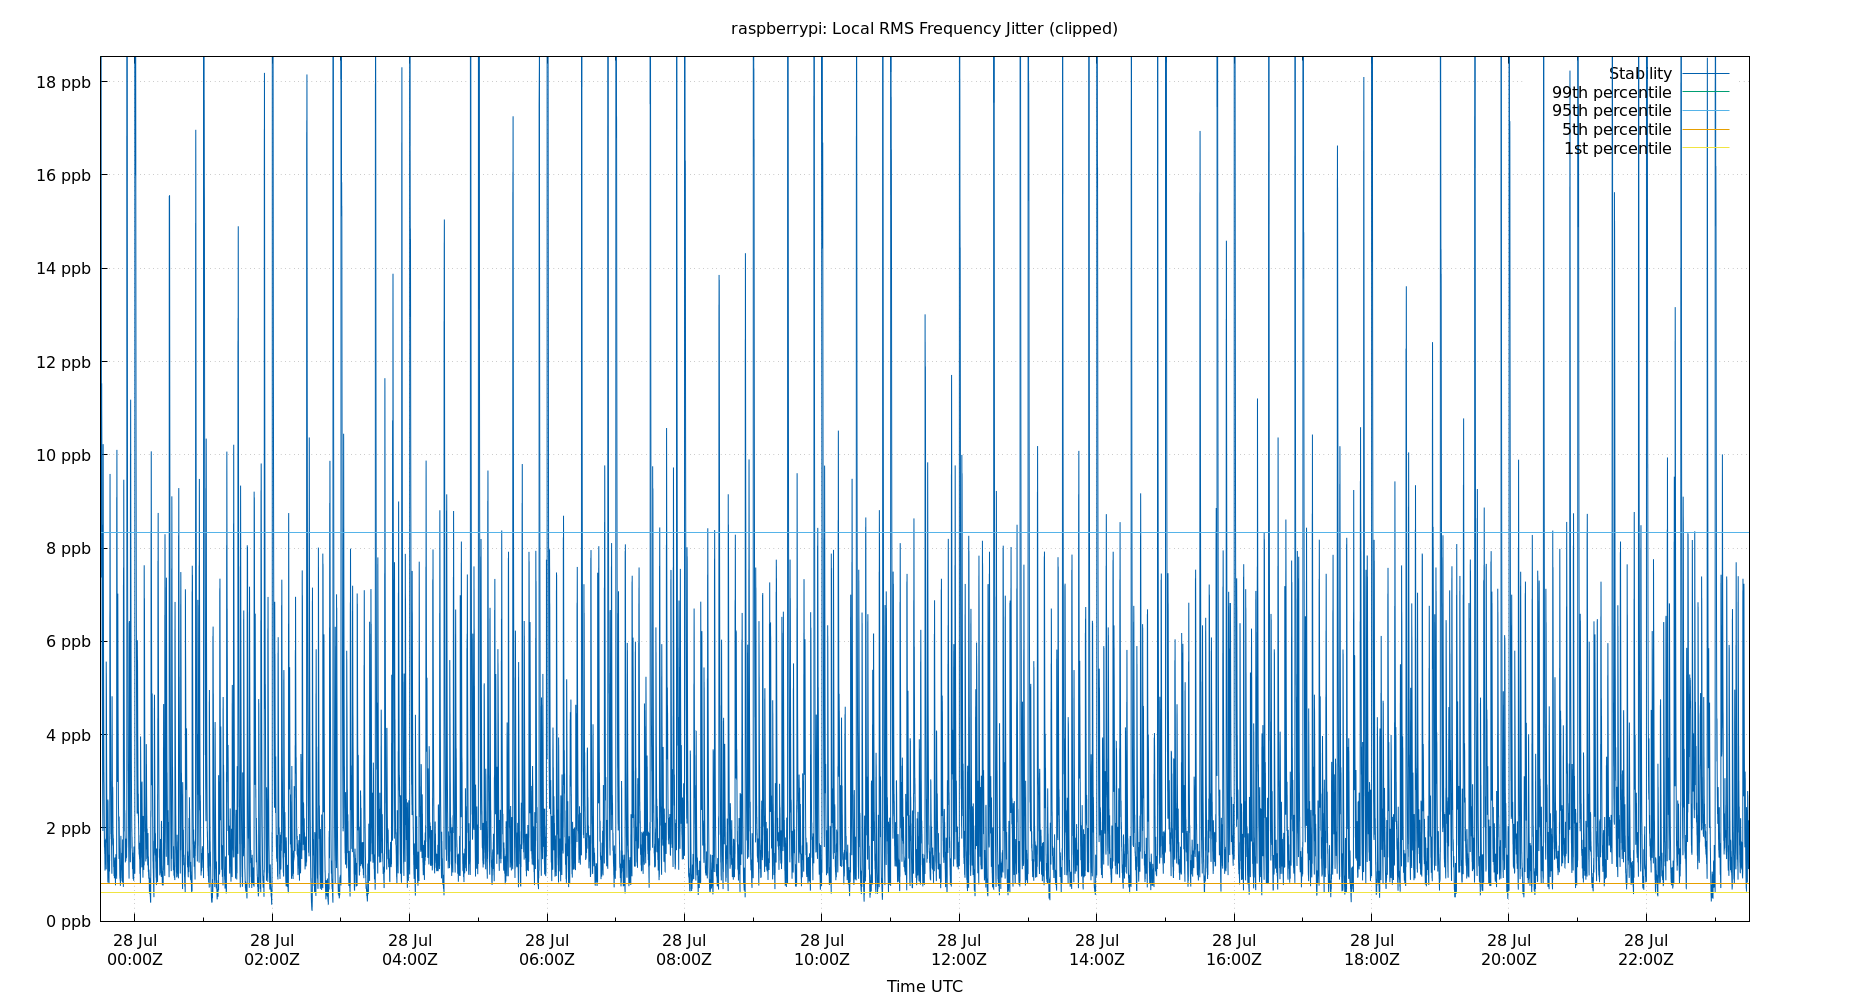 raspberrypi: Local RMS Frequency Jitter (clipped)
18 ppb
16 ppb
14 ppb
12 ppb
10 ppb
8 ppb
6 ppb
4 ppb
2 ppb
0 ppb
Stability
99th percentile
95th percentile
5th percentile
1st percentile
28 Jul 28 Jul 28 Jul 28 Jul 28 Jul 28 Jul 28 Jul 28 Jul 28 Jul 28 Jul 28 Jul 28 Jul
00:00Z 02:00Z 04:00Z 06:00Z 08:00Z 10:00Z 12:00Z 14:00Z 16:00Z 18:00Z 20:00Z 22:00Z
Time UTC